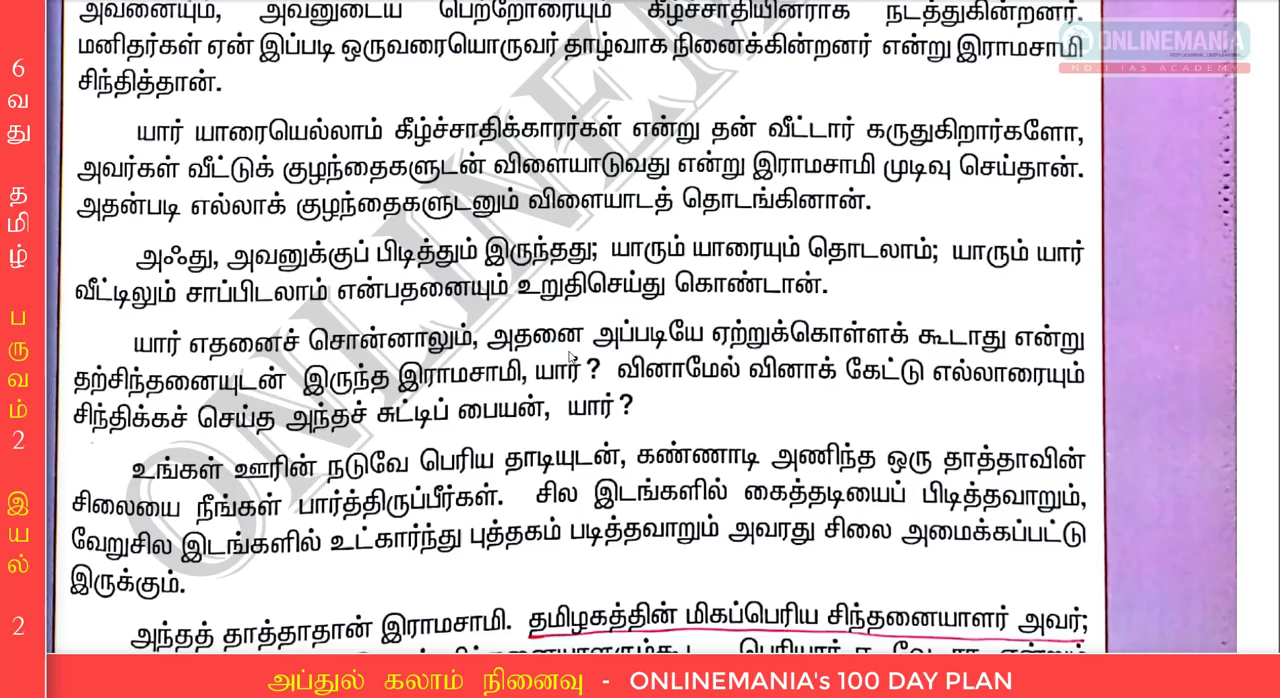 அவனையும், அவனுடைய பெற்றோரையும் கீழ்ச்சாதியினராக நடத்துகின்றனர்.
மனிதர்கள் ஏன் இப்படி ஒருவரையொருவர் தாழ்வாக நினைக்கின்றனர் என்று இராமசாமி
சிந்தித்தான்.
யார் யாரையெல்லாம் கீழ்ச்சாதிக்காரர்கள் என்று தன் வீட்டார் கருதுகிறார்களோ,
அவர்கள் வீட்டுக் குழந்தைகளுடன் விளையாடுவது என்று இராமசாமி முடிவு செய்தான்.
அதன்படி எல்லாக் குழந்தைகளுடனும் விளையாடத் தொடங்கினான்.
அஃது, அவனுக்குப் பிடித்தும் இருந்தது; யாரும் யாரையும் தொடலாம்; யாரும் யார்
வீட்டிலும் சாப்பிடலாம் என்பதனையும் உறுதிசெய்து கொண்டான்.
யார் எதனைச் சொன்னாலும், அதனை அப்படியே ஏற்றுக்கொள்ளக் கூடாது என்று
தற்சிந்தனையுடன் இருந்த இராமசாமி, யார் ? வினாமேல் வினாக் கேட்டு எல்லாரையும்
சிந்திக்கச் செய்த அந்தச் சுட்டிப் பையன், யார் ?
உங்கள் ஊரின் நடுவே பெரிய தாடியுடன், கண்ணாடி அணிந்த ஒரு தாத்தாவின்
சிலையை நீங்கள் பார்த்திருப்பீர்கள். சில இடங்களில் கைத்தடியைப் பிடித்தவாறும்,
வேறுசில இடங்களில் உட்கார்ந்து புத்தகம் படித்தவாறும் அவரது சிலை அமைக்கப்பட்டு
இருக்கும்.
அந்தத் தாத்தாதான் இராமசாமி. தமிழகத்தின் மிகப்பெரிய சிந்தனையாளர் அவர்;
6வது தமிழ் பருவம்2 இயல் 2
ONLINEMANIA
NO.1 IAS ACADEMY
ONLINEM
அப்துல் கலாம் நினைவு - ONLINEMANIA's 100 DAY PLAN